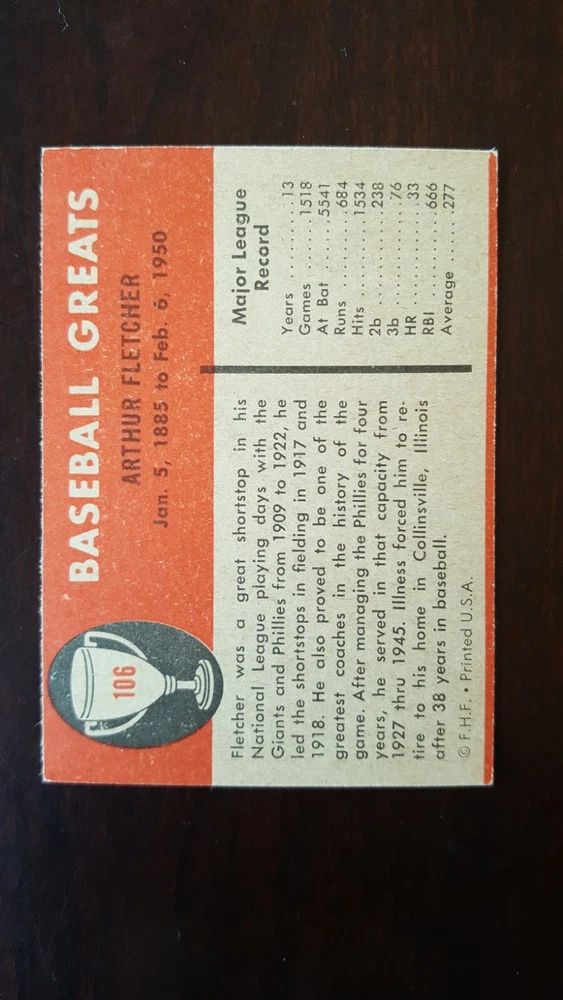 106
BASEBALL GREATS
ARTHUR FLETCHER
Jan. 5, 1885 to Feb. 6, 1950
Fletcher was a great shortstop in his
National League playing days with the
Giants and Phillies from 1909 to 1922, he
led the shortstops in fielding in 1917 and
1918. He also proved to be one of the
greatest coaches in the history of the
game. After managing the Phillies for four
years, he served in that capacity from
1927 thru 1945. Illness forced him to re-
tire to his home in Collinsville, Illinois
after 38 years in baseball.
© F.H.F. • Printed U.S.A.
Major League
Record
Years ..........13
Games ......1518
At Bat ......5541
Runs ..........684
Hits ..........1534
2b ............238
3b ..............76
HR ..............33
RBI ............666
Average ......277